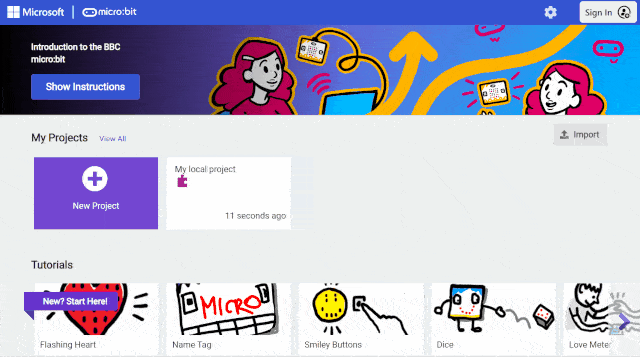 Microsoft
micro:bit
Sign In
Introduction to the BBC
micro:bit
Show Instructions
My Projects
View All
Import
New Project
My local project
11 seconds ago
Tutorials
New? Start Here!
MICRO
Flashing Heart
Name Tag
Smiley Buttons
Dice
Love Meter